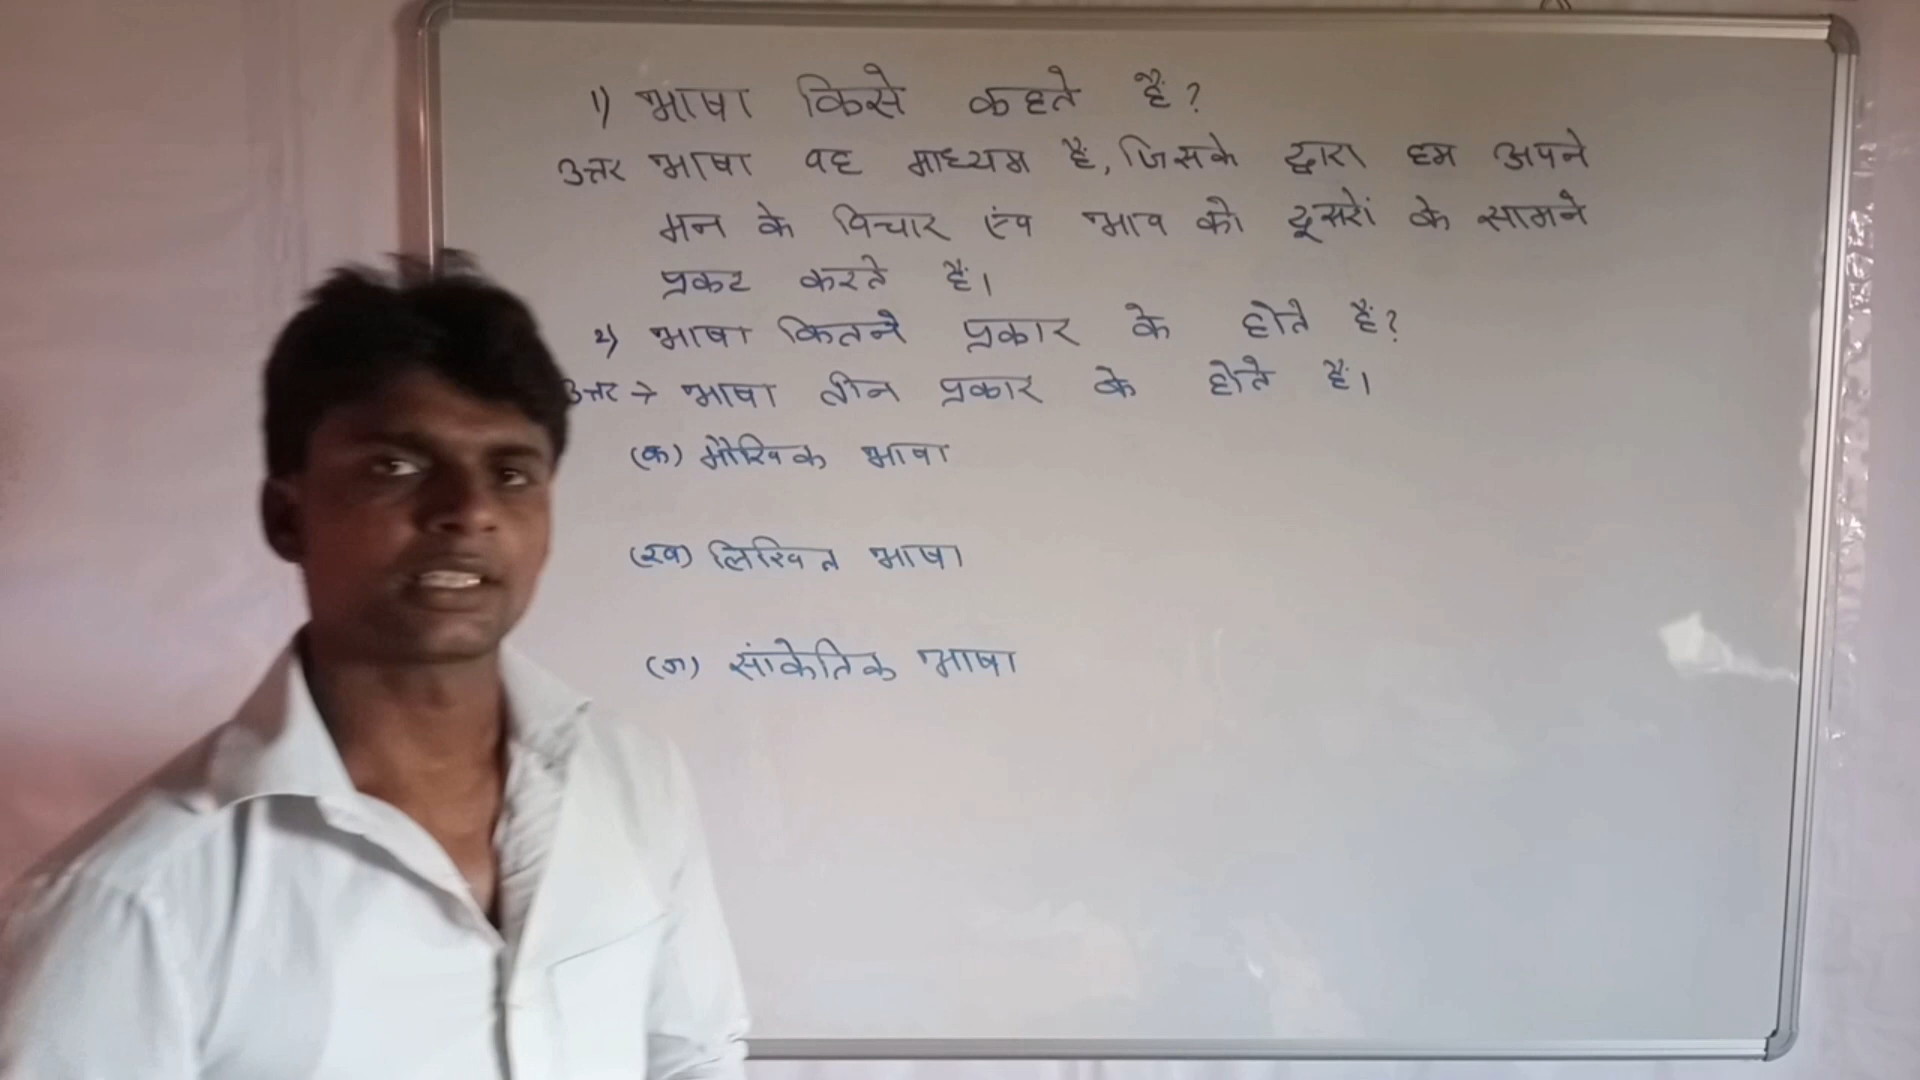 1) भाषा किसे कहते हैं?
उत्तर भाषा वह माध्यम है, जिसके द्वारा हम अपने
मन के विचार एंव भाव को दूसरों के सामने
प्रकट करते हैं।
2) भाषा कितने प्रकार के होते हैं?
उत्तर → भाषा तीन प्रकार के होते हैं।
(क) मौखिक भाषा
(ख) लिखित भाषा
(ग) सांकेतिक भाषा